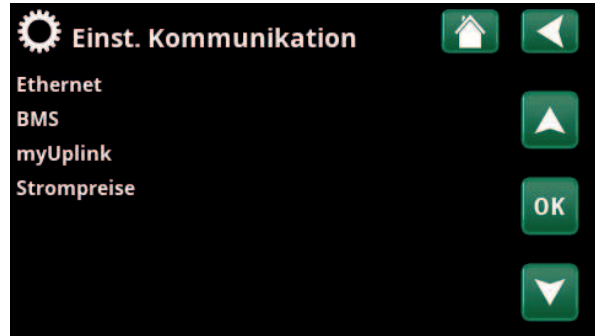 Einst. Kommunikation
Ethernet
BMS
myUplink
Strompreise
OK